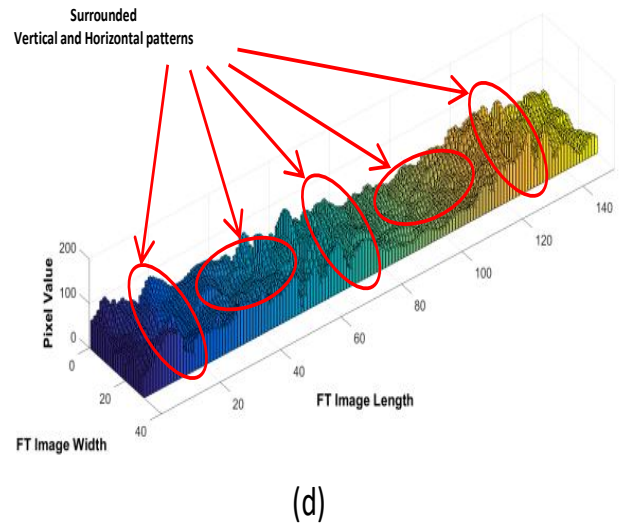 Surrounded
Vertical and Horizontal patterns
200
100
0
Pixel Value
0
20
40
FT Image Width
20
40
60
80
100
120
140
FT Image Length
(d)